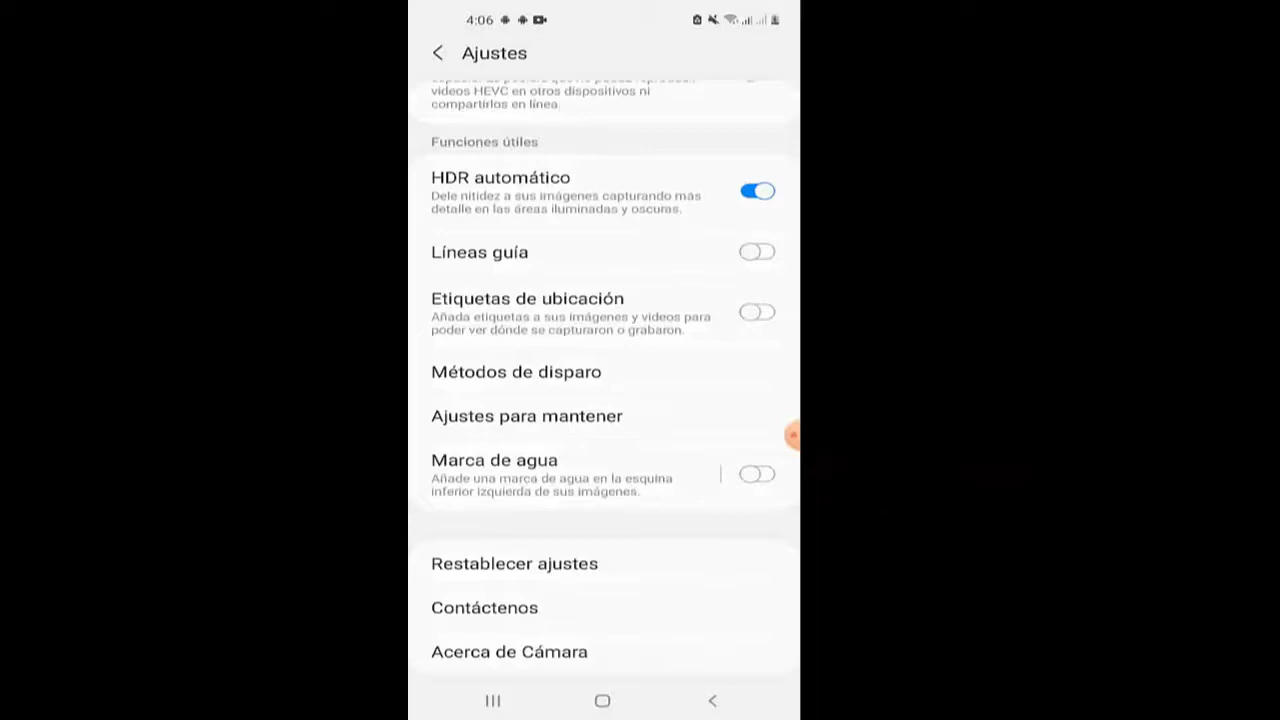 4:06
Ajustes
videos HEVC en otros dispositivos ni
compartirlos en línea.
Funciones útiles
HDR automático
Dele nitidez a sus imágenes capturando más
detalle en las áreas iluminadas y oscuras.
Líneas guía
Etiquetas de ubicación
Añada etiquetas a sus imágenes y videos para
poder ver dónde se capturaron o grabaron.
Métodos de disparo
Ajustes para mantener
Marca de agua
Añade una marca de agua en la esquina
inferior izquierda de sus imágenes.
Restablecer ajustes
Contáctenos
Acerca de Cámara